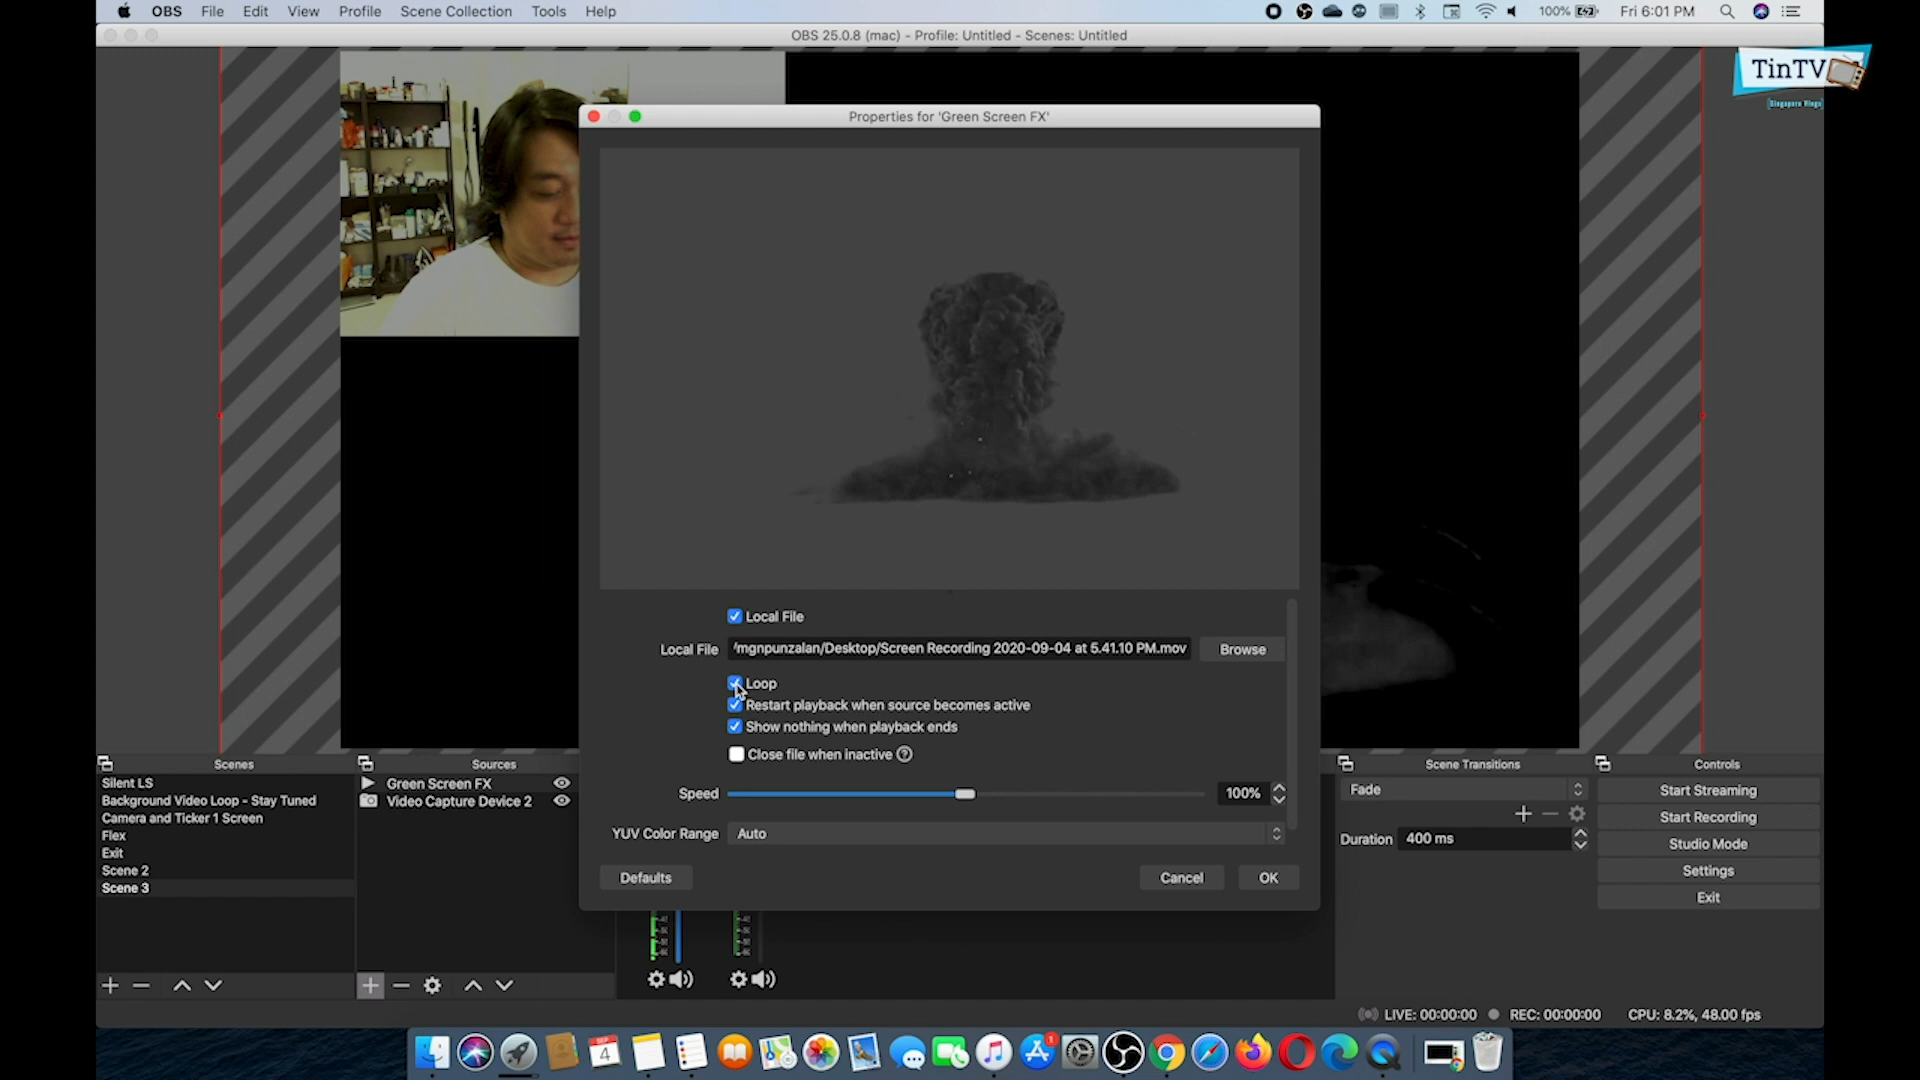 OBS File Edit View Profile Scene Collection Tools Help
100% Fri 6:01 PM
OBS 25.0.8 (mac) - Profile: Untitled - Scenes: Untitled
TinTV
Singapore Vlogs
Properties for 'Green Screen FX'
Local File
Local File /mgnpunzalan/Desktop/Screen Recording 2020-09-04 at 5.41.10 PM.mov Browse
Loop
Restart playback when source becomes active
Show nothing when playback ends
Close file when inactive ?
Speed 100%
YUV Color Range Auto
Defaults Cancel OK
Scenes
Silent LS
Background Video Loop - Stay Tuned
Camera and Ticker 1 Screen
Flex
Exit
Scene 2
Scene 3
Sources
Green Screen FX
Video Capture Device 2
Scene Transitions
Fade
Duration 400 ms
Controls
Start Streaming
Start Recording
Studio Mode
Settings
Exit
LIVE: 00:00:00 REC: 00:00:00 CPU: 8.2%, 48.00 fps
4
1